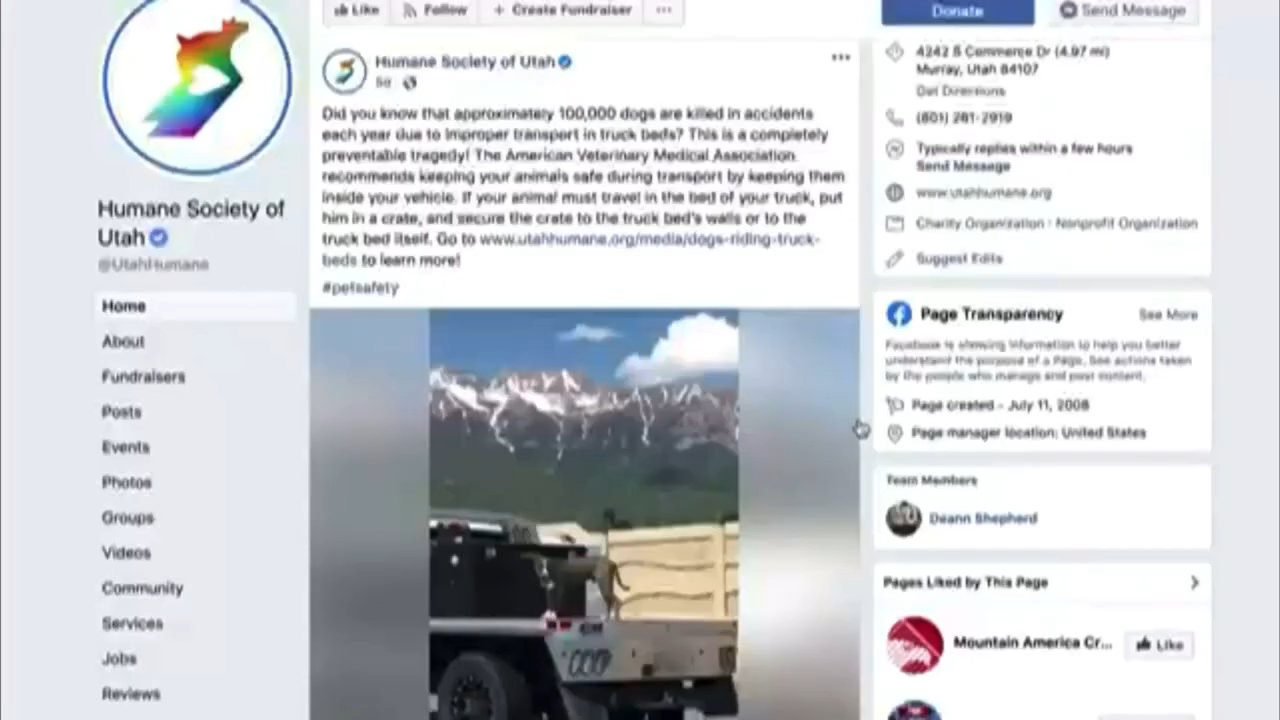 Like
Follow
+ Create Fundraiser
...
Donate
Send Message
Humane Society of
Utah
@UtahHumane
Home
About
Fundraisers
Posts
Events
Photos
Groups
Videos
Community
Services
Jobs
Reviews
Humane Society of Utah
Did you know that approximately 100,000 dogs are killed in accidents
each year due to improper transport in truck beds? This is a completely
preventable tragedy! The American Veterinary Medical Association
recommends keeping your animals safe during transport by keeping them
inside your vehicle. If your animal must travel in the bed of your truck, put
him in a crate, and secure the crate to the truck bed's walls or to the
truck bed itself. Go to www.utahhumane.org/media/dogs-riding-truck-
beds to learn more!
#petsafety
4242 S Commerce Dr (4.97 mi)
Murray, Utah 84107
Get Directions
(801) 261-2919
Typically replies within a few hours
Send Message
www.utahhumane.org
Charity Organization · Nonprofit Organization
Suggest Edits
Page Transparency
See More
Facebook is showing information to help you better
understand the purpose of a Page. See actions taken
by the people who manage and post content.
Page created - July 11, 2008
Page manager location: United States
Team Members
Deann Shepherd
Pages Liked by This Page
Mountain America Cr...
Like